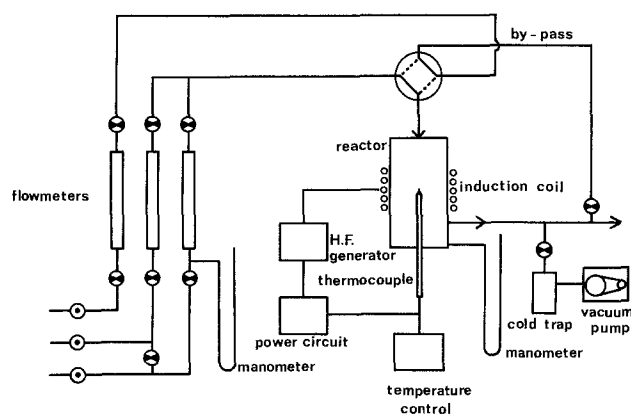 by-pass
reactor
induction coil
flowmeters
H.F.
generator
thermocouple
power circuit
cold trap
vacuum
pump
manometer
manometer
temperature
control